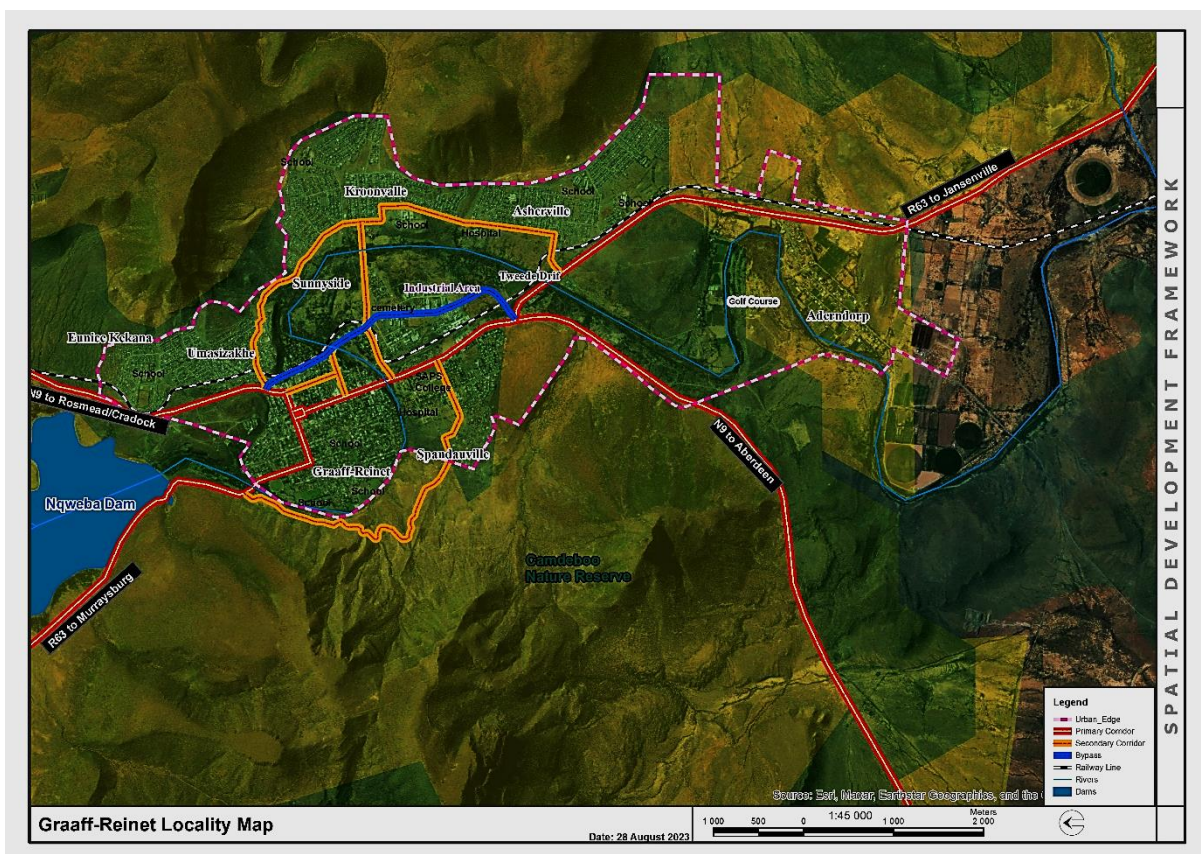 School
Kroonvalle
School
Asherville
School
School
Hospital
R63 to Jansenville
Sunnyside
Tweede Drif
Industrial Area
cemetery
Golf Course
Aderndorp
Eunice Kekana
Umasizakhe
School
N9 to Rosmead/Cradock
SAPS
College
Hospital
School
Graaff-Reinet
Spandauville
School
N9 to Aberdeen
Nqweba Dam
R63 to Murraysburg
Camdeboo
Nature Reserve
SPATIAL DEVELOPMENT FRAMEWORK
Legend
Urban_Edge
Primary Corridor
Secondary Corridor
Bypass
Railway Line
Rivers
Dams
Source: Esri, Maxar, Earthstar Geographics, and the
Graaff-Reinet Locality Map
Date: 28 August 2023
1:45 000
Meters
1 000 500 0 1 000 2 000